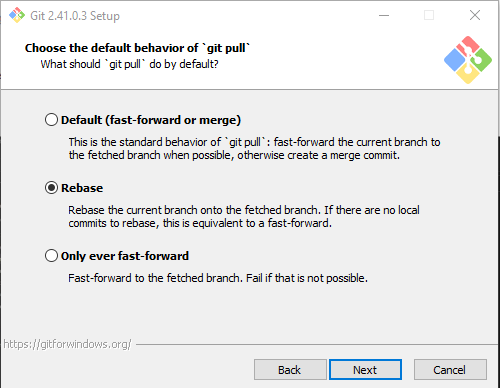 Git 2.41.0.3 Setup
Choose the default behavior of `git pull`
What should `git pull` do by default?
Default (fast-forward or merge)
This is the standard behavior of `git pull`: fast-forward the current branch to
the fetched branch when possible, otherwise create a merge commit.
Rebase
Rebase the current branch onto the fetched branch. If there are no local
commits to rebase, this is equivalent to a fast-forward.
Only ever fast-forward
Fast-forward to the fetched branch. Fail if that is not possible.
https://gitforwindows.org/
Back Next Cancel